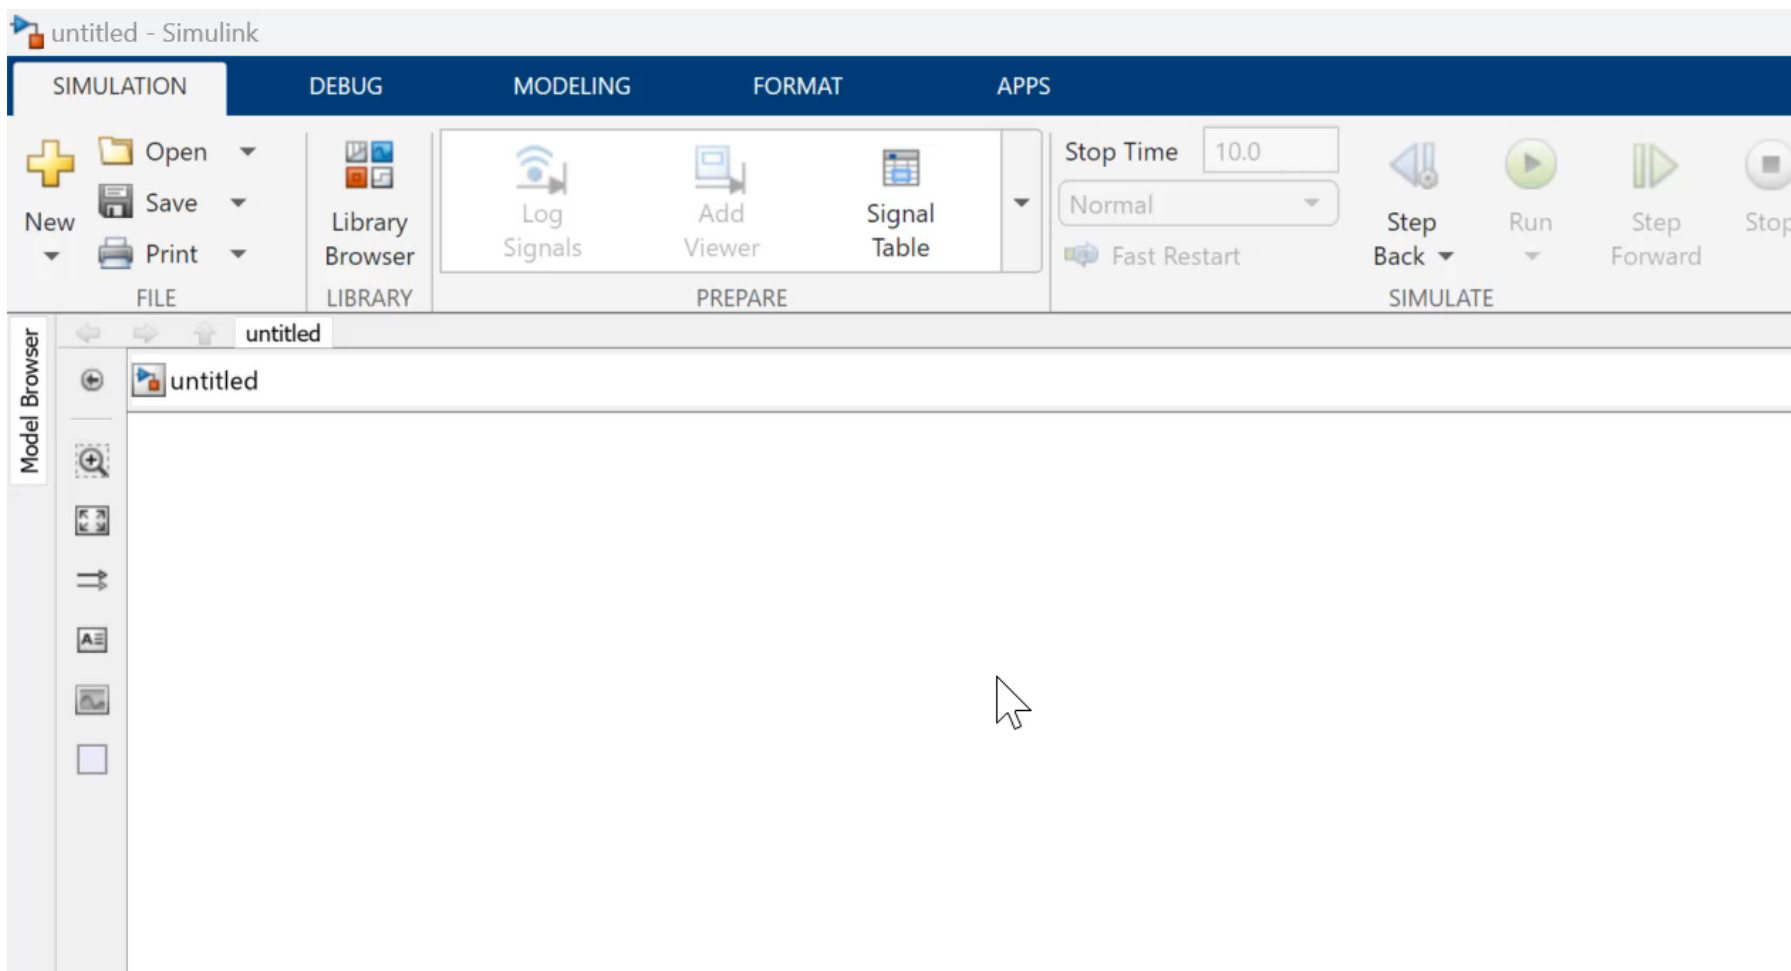 untitled - Simulink
SIMULATION DEBUG MODELING FORMAT APPS
New
Open
Save
Print
FILE
Library
Browser
LIBRARY
Log
Signals
Add
Viewer
Signal
Table
PREPARE
Stop Time 10.0
Normal
Fast Restart
Step
Back
Run
Step
Forward
Stop
SIMULATE
Model Browser
untitled
untitled